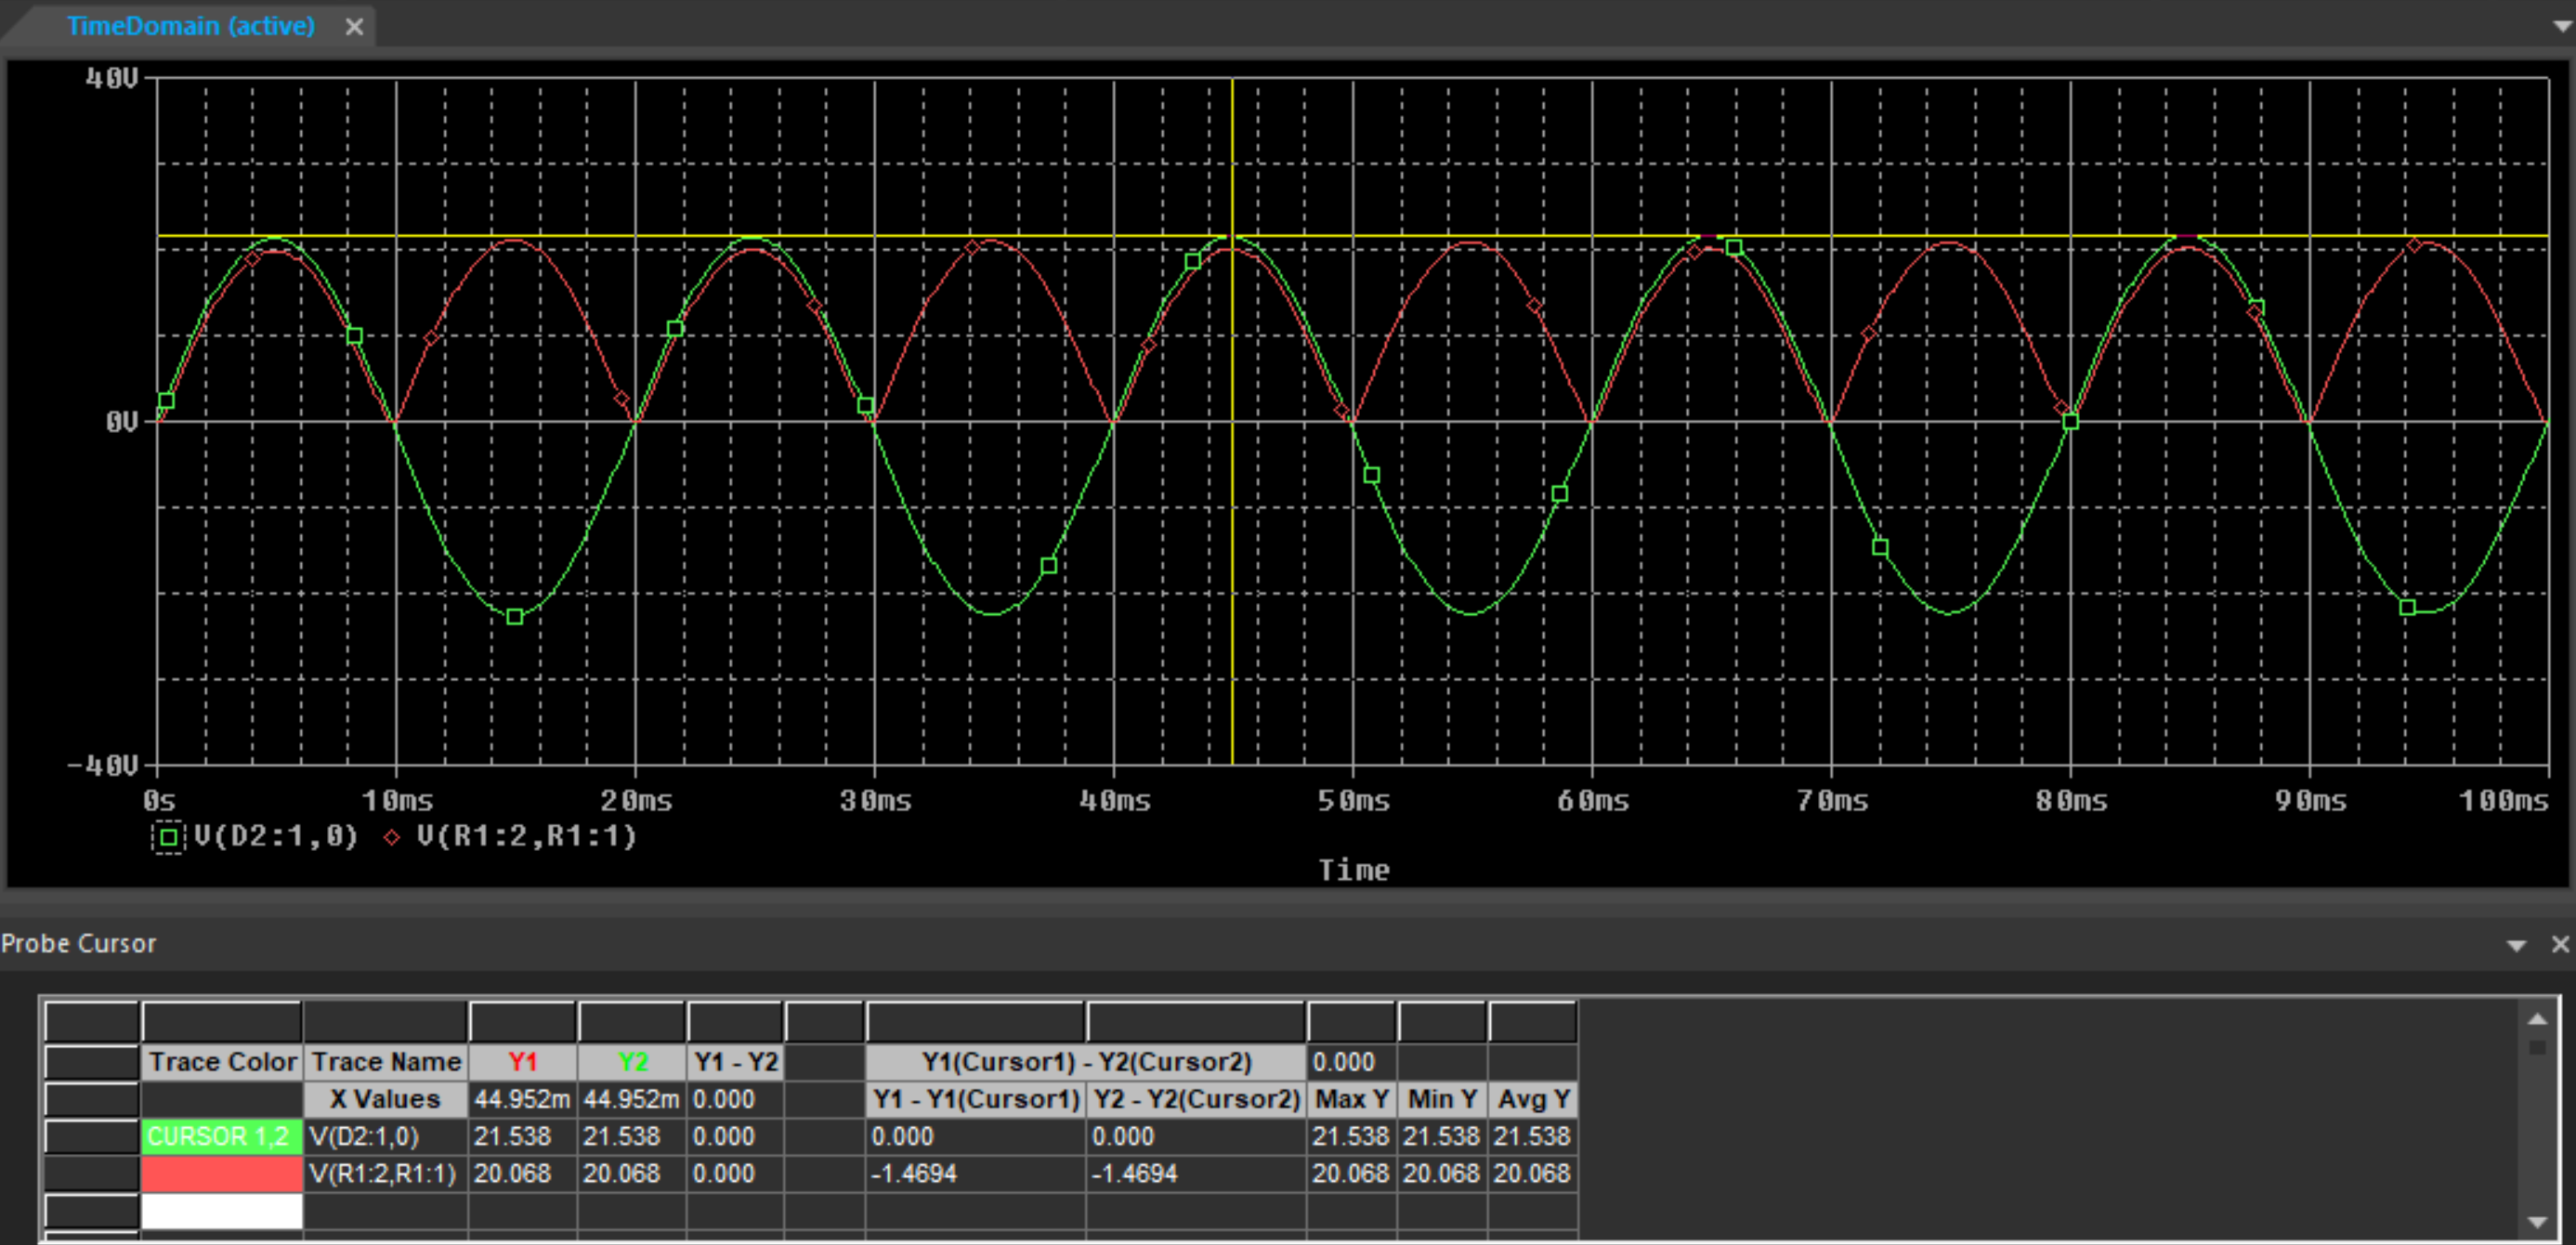 TimeDomain (active)
40V
0V
-40V
0s 10ms 20ms 30ms 40ms 50ms 60ms 70ms 80ms 90ms 100ms
V(D2:1,0) V(R1:2,R1:1)
Time
Probe Cursor
Trace Color Trace Name Y1 Y2 Y1 - Y2 Y1(Cursor1) - Y2(Cursor2) 0.000
X Values 44.952m 44.952m 0.000 Y1 - Y1(Cursor1) Y2 - Y2(Cursor2) Max Y Min Y Avg Y
CURSOR 1,2 V(D2:1,0) 21.538 21.538 0.000 0.000 0.000 21.538 21.538 21.538
V(R1:2,R1:1) 20.068 20.068 0.000 -1.4694 -1.4694 20.068 20.068 20.068